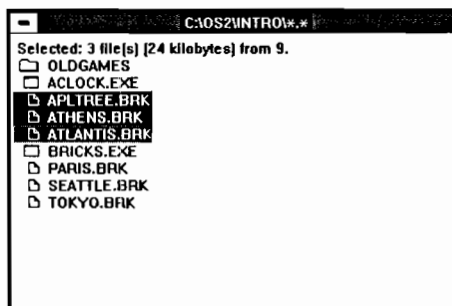 C:\OS2\INTRO\*.*
Selected: 3 file(s) (24 kilobytes) from 9.
OLDGAMES
ACLOCK.EXE
APLTREE.BRK
ATHENS.BRK
ATLANTIS.BRK
BRICKS.EXE
PARIS.BRK
SEATTLE.BRK
TOKYO.BRK